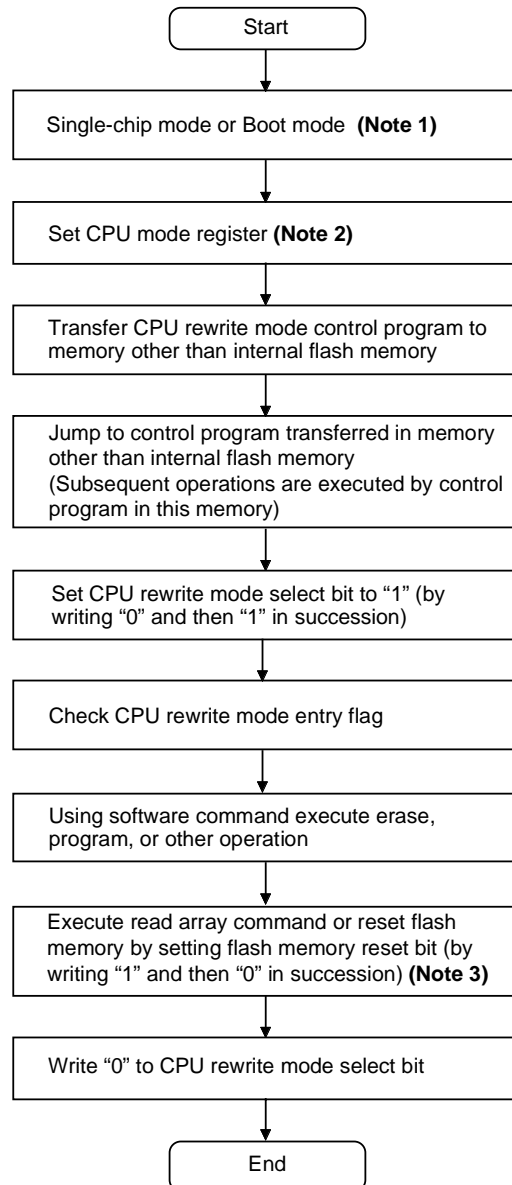 Start
Single-chip mode or Boot mode (Note 1)
Set CPU mode register (Note 2)
Transfer CPU rewrite mode control program to
memory other than internal flash memory
Jump to control program transferred in memory
other than internal flash memory
(Subsequent operations are executed by control
program in this memory)
Set CPU rewrite mode select bit to “1” (by
writing “0” and then “1” in succession)
Check CPU rewrite mode entry flag
Using software command execute erase,
program, or other operation
Execute read array command or reset flash
memory by setting flash memory reset bit (by
writing “1” and then “0” in succession) (Note 3)
Write “0” to CPU rewrite mode select bit
End